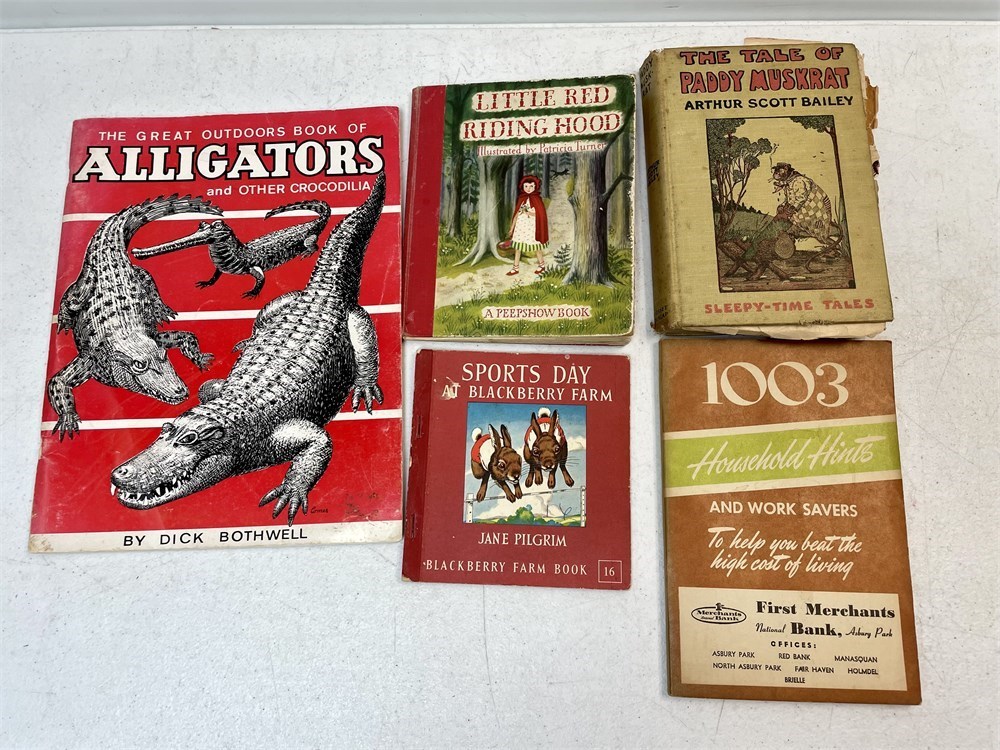 THE GREAT OUTDOORS BOOK OF
ALLIGATORS
and OTHER CROCODILIA
BY DICK BOTHWELL
LITTLE RED
RIDING HOOD
Illustrated by Patricia Turner
A PEEPSHOW BOOK
THE TALE OF
PADDY MUSKRAT
ARTHUR SCOTT BAILEY
SLEEPY-TIME TALES
SPORTS DAY
AT BLACKBERRY FARM
JANE PILGRIM
BLACKBERRY FARM BOOK 16
1003
Household Hints
AND WORK SAVERS
To help you beat the
high cost of living
Merchants
Bank
First Merchants
National Bank, Asbury Park
OFFICES:
ASBURY PARK RED BANK MANASQUAN
NORTH ASBURY PARK FAIR HAVEN HOLMDEL
BRIELLE